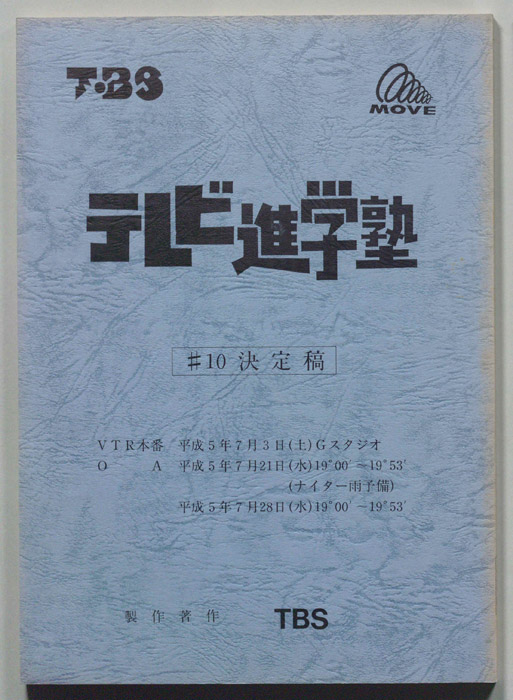 TBS
MOVE
テレビ進学塾
#10 決定稿
VTR本番 平成5年7月3日(土)Gスタジオ
O A 平成5年7月21日(水)19°00′~19°53′
(ナイター雨予備)
平成5年7月28日(水)19°00′~19°53′
製作著作 TBS